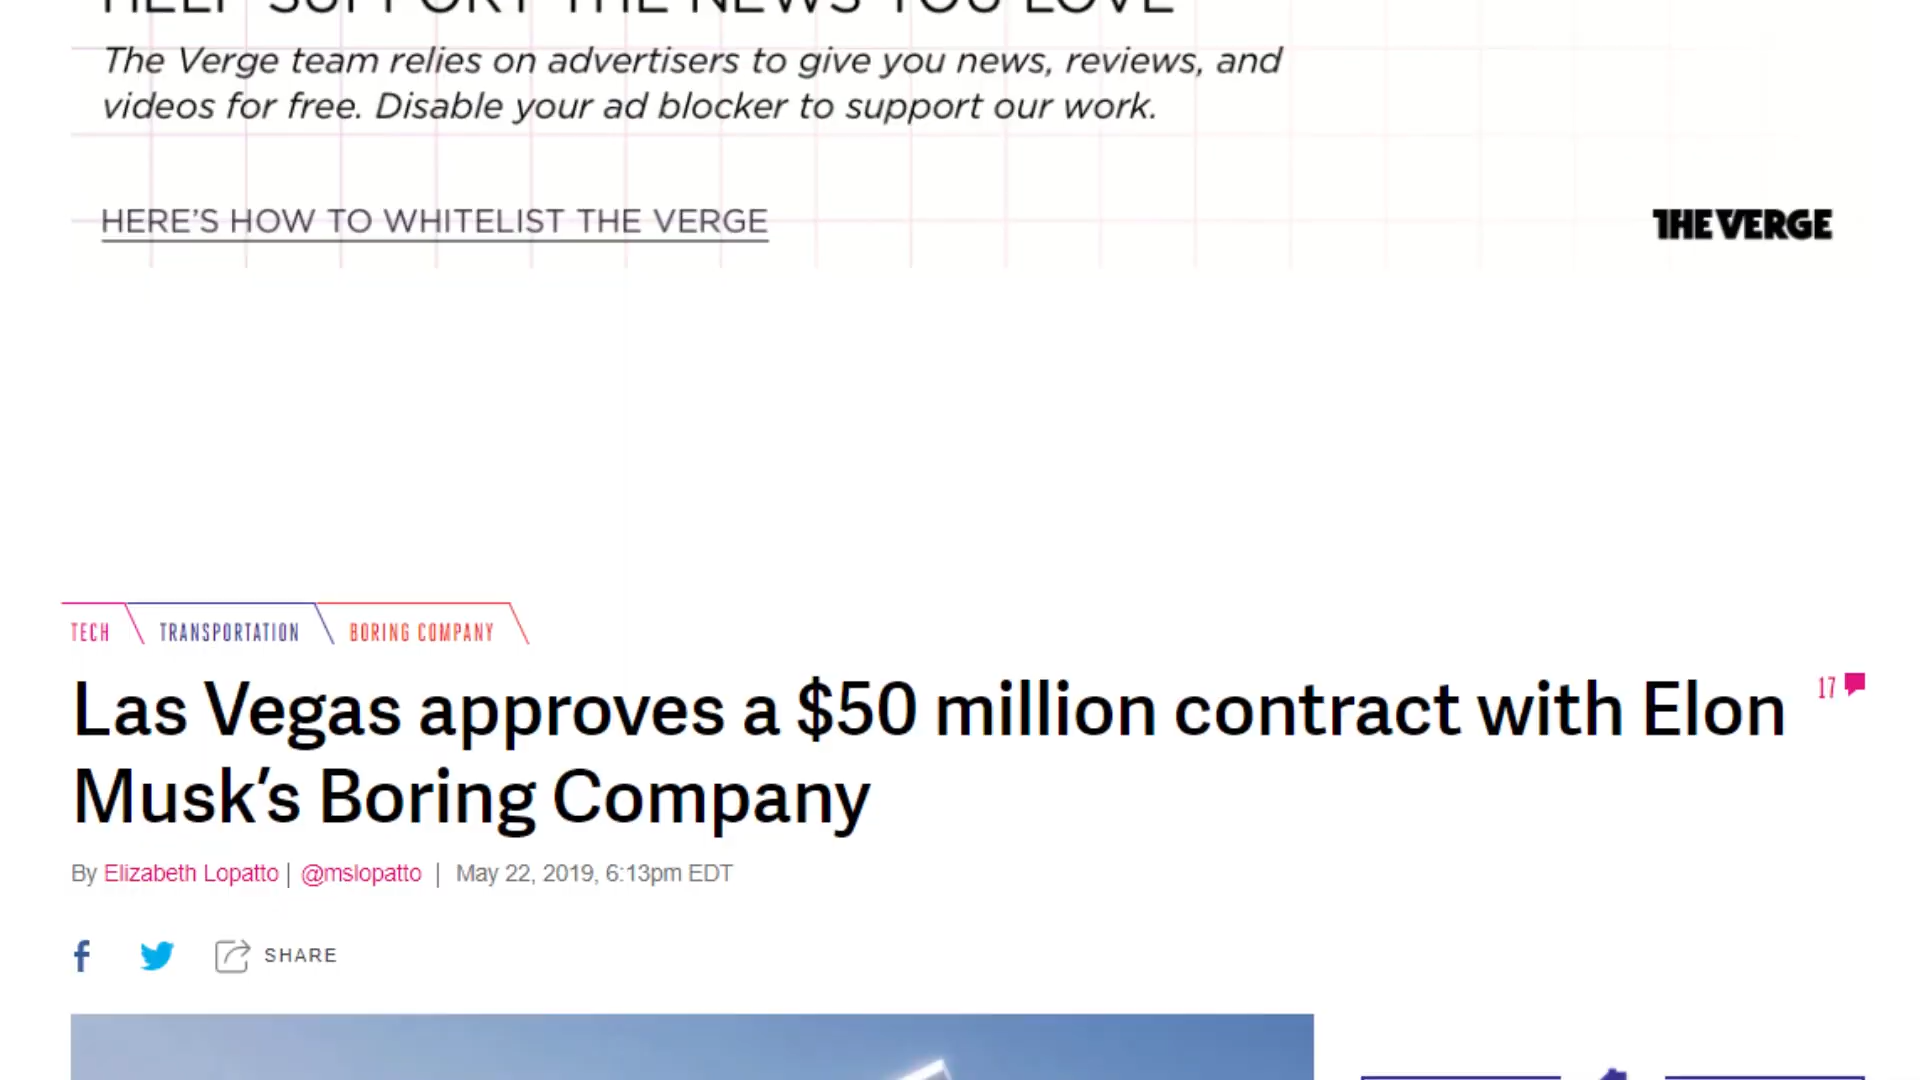 HELP SUPPORT THE NEWS YOU LOVE
The Verge team relies on advertisers to give you news, reviews, and
videos for free. Disable your ad blocker to support our work.
HERE’S HOW TO WHITELIST THE VERGE
THE VERGE
TECH
TRANSPORTATION
BORING COMPANY
Las Vegas approves a $50 million contract with Elon
Musk’s Boring Company
17
By Elizabeth Lopatto | @mslopatto | May 22, 2019, 6:13pm EDT
SHARE